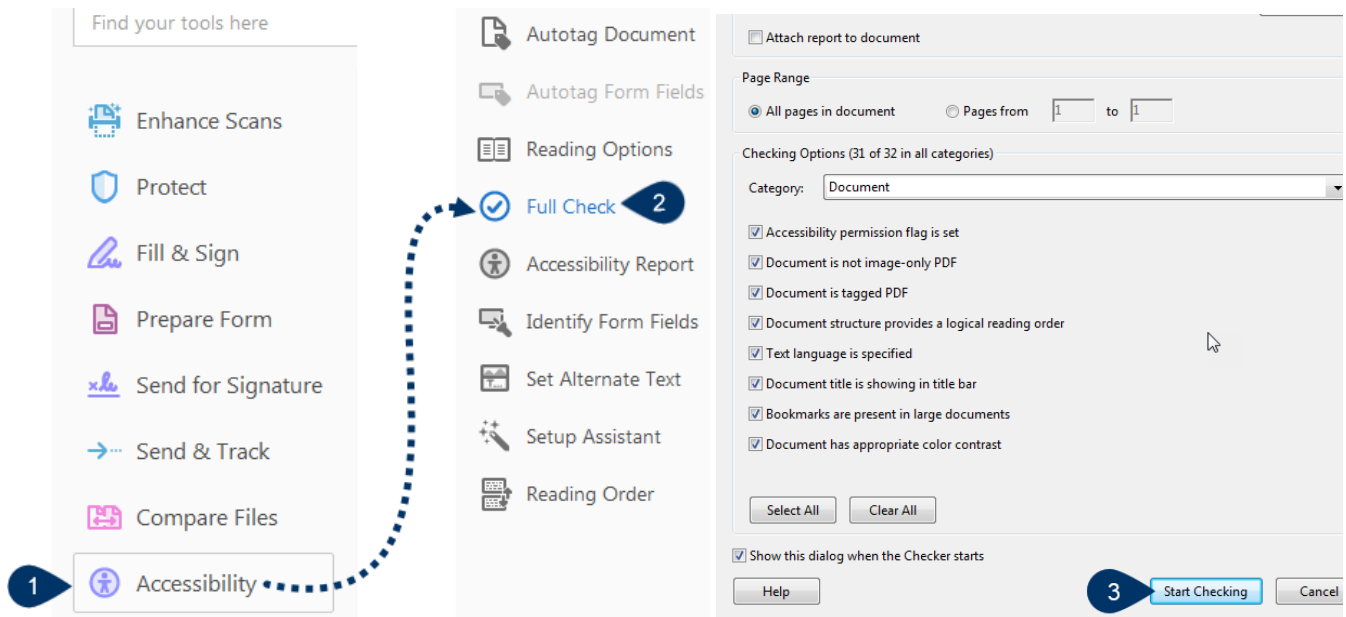 Find your tools here
Enhance Scans
Protect
Fill & Sign
Prepare Form
Send for Signature
Send & Track
Compare Files
1
Accessibility
Autotag Document
Autotag Form Fields
Reading Options
Full Check
2
Accessibility Report
Identify Form Fields
Set Alternate Text
Setup Assistant
Reading Order
Attach report to document
Page Range
All pages in document Pages from 1 to 1
Checking Options (31 of 32 in all categories)
Category: Document
Accessibility permission flag is set
Document is not image-only PDF
Document is tagged PDF
Document structure provides a logical reading order
Text language is specified
Document title is showing in title bar
Bookmarks are present in large documents
Document has appropriate color contrast
Select All Clear All
Show this dialog when the Checker starts
Help 3 Start Checking Cancel